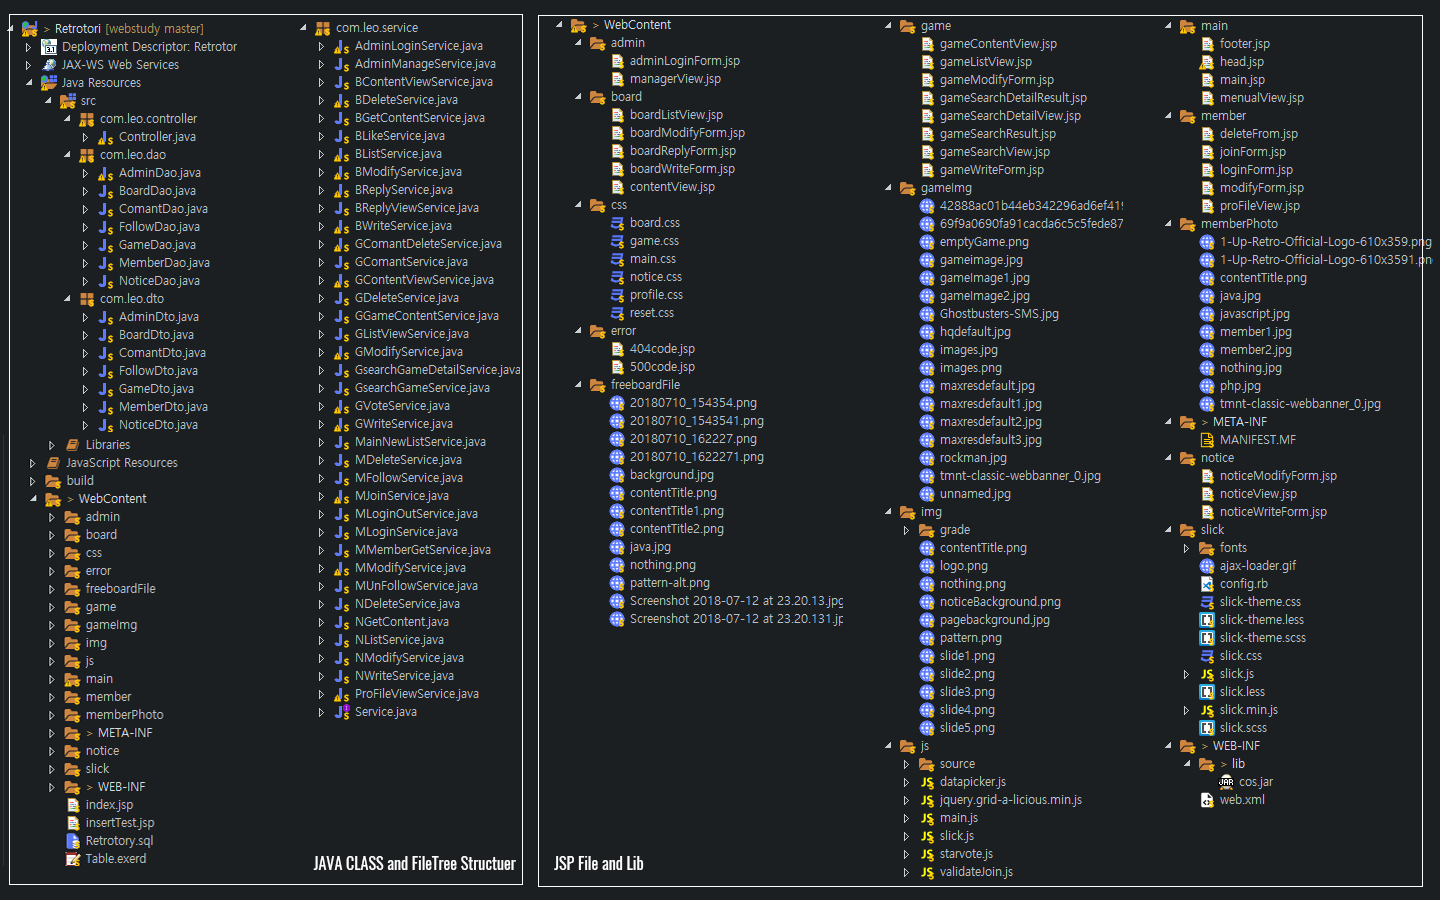 > Retrotori [webstudy master]
Deployment Descriptor: Retrotor
JAX-WS Web Services
Java Resources
src
com.leo.controller
Controller.java
com.leo.dao
AdminDao.java
BoardDao.java
ComantDao.java
FollowDao.java
GameDao.java
MemberDao.java
NoticeDao.java
com.leo.dto
AdminDto.java
BoardDto.java
ComantDto.java
FollowDto.java
GameDto.java
MemberDto.java
NoticeDto.java
Libraries
JavaScript Resources
build
> WebContent
admin
board
css
error
freeboardFile
game
gameImg
img
js
main
member
memberPhoto
> META-INF
notice
slick
> WEB-INF
index.jsp
insertTest.jsp
Retrotory.sql
Table.exerd
com.leo.service
AdminLoginService.java
AdminManageService.java
BContentViewService.java
BDeleteService.java
BGetContentService.java
BLikeService.java
BListService.java
BModifyService.java
BReplyService.java
BReplyViewService.java
BWriteService.java
GComantDeleteService.java
GComantService.java
GContentViewService.java
GDeleteService.java
GGameContentService.java
GListViewService.java
GModifyService.java
GsearchGameDetailService.java
GsearchGameService.java
GVoteService.java
GWriteService.java
MainNewListService.java
MDeleteService.java
MFollowService.java
MJoinService.java
MLoginOutService.java
MLoginService.java
MMemberGetService.java
MModifyService.java
MUnFollowService.java
NDeleteService.java
NGetContent.java
NListService.java
NModifyService.java
NWriteService.java
ProFileViewService.java
Service.java
JAVA CLASS and FileTree Structuer
> WebContent
admin
adminLoginForm.jsp
managerView.jsp
board
boardListView.jsp
boardModifyForm.jsp
boardReplyForm.jsp
boardWriteForm.jsp
contentView.jsp
css
board.css
game.css
main.css
notice.css
profile.css
reset.css
error
404code.jsp
500code.jsp
freeboardFile
20180710_154354.png
20180710_1543541.png
20180710_162227.png
20180710_1622271.png
background.jpg
contentTitle.png
contentTitle1.png
contentTitle2.png
java.jpg
nothing.png
pattern-alt.png
Screenshot 2018-07-12 at 23.20.13.jpg
Screenshot 2018-07-12 at 23.20.131.jp
JSP File and Lib
game
gameContentView.jsp
gameListView.jsp
gameModifyForm.jsp
gameSearchDetailResult.jsp
gameSearchDetailView.jsp
gameSearchResult.jsp
gameSearchView.jsp
gameWriteForm.jsp
gameImg
42888ac01b44eb342296ad6ef419
69f9a0690fa91cacda6c5c5fede87
emptyGame.png
gameimage.jpg
gameImage1.jpg
gameImage2.jpg
Ghostbusters-SMS.jpg
hqdefault.jpg
images.jpg
images.png
maxresdefault.jpg
maxresdefault1.jpg
maxresdefault2.jpg
maxresdefault3.jpg
rockman.jpg
tmnt-classic-webbanner_0.jpg
unnamed.jpg
img
grade
contentTitle.png
logo.png
nothing.png
noticeBackground.png
pagebackground.jpg
pattern.png
slide1.png
slide2.png
slide3.png
slide4.png
slide5.png
js
source
datapicker.js
jquery.grid-a-licious.min.js
main.js
slick.js
starvote.js
validateJoin.js
main
footer.jsp
head.jsp
main.jsp
menualView.jsp
member
deleteFrom.jsp
joinForm.jsp
loginForm.jsp
modifyForm.jsp
proFileView.jsp
memberPhoto
1-Up-Retro-Official-Logo-610x359.png
1-Up-Retro-Official-Logo-610x3591.pn
contentTitle.png
java.jpg
javascript.jpg
member1.jpg
member2.jpg
nothing.jpg
php.jpg
tmnt-classic-webbanner_0.jpg
> META-INF
MANIFEST.MF
notice
noticeModifyForm.jsp
noticeView.jsp
noticeWriteForm.jsp
slick
fonts
ajax-loader.gif
config.rb
slick-theme.css
slick-theme.less
slick-theme.scss
slick.css
slick.js
slick.less
slick.min.js
slick.scss
> WEB-INF
> lib
cos.jar
web.xml